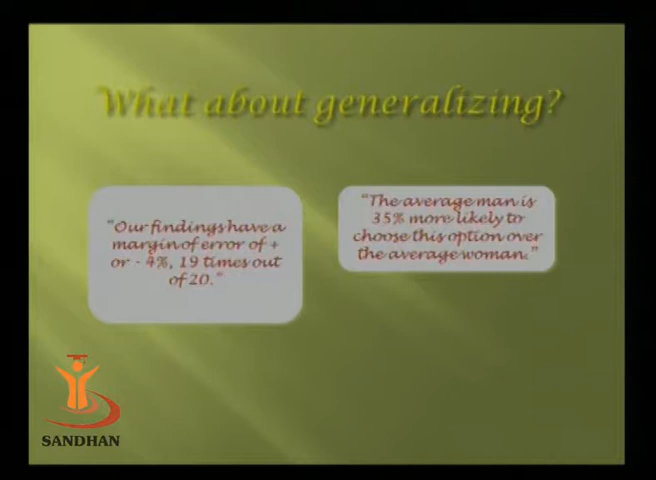 What about generalizing?
"Our findings have a
margin of error of +
or - 4%, 19 times out
of 20."
"The average man is
35% more likely to
choose this option over
the average woman."
SANDHAN